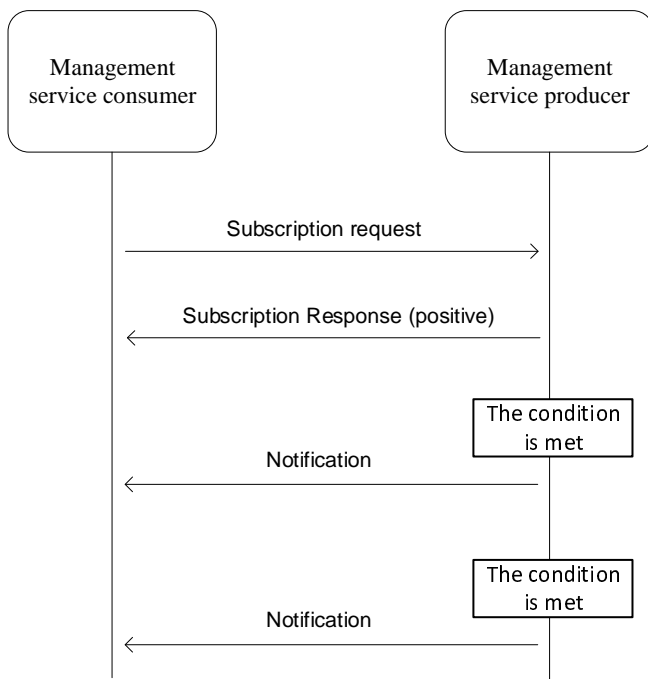 Management
service consumer
Management
service producer
Subscription request
Subscription Response (positive)
The condition
is met
Notification
The condition
is met
Notification